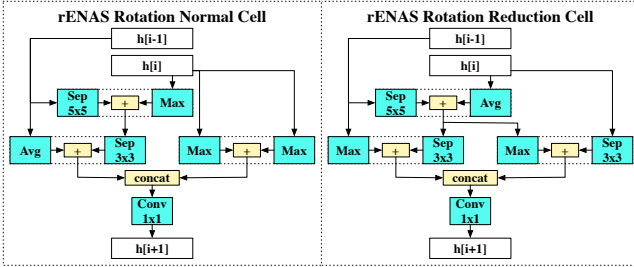 rENAS Rotation Normal Cell
h[i-1]
h[i]
Sep
5x5
+
Max
Avg
+
Sep
3x3
Max
+
Max
concat
Conv
1x1
h[i+1]
rENAS Rotation Reduction Cell
h[i-1]
h[i]
Sep
5x5
+
Avg
Max
+
Sep
3x3
Max
+
Sep
3x3
concat
Conv
1x1
h[i+1]